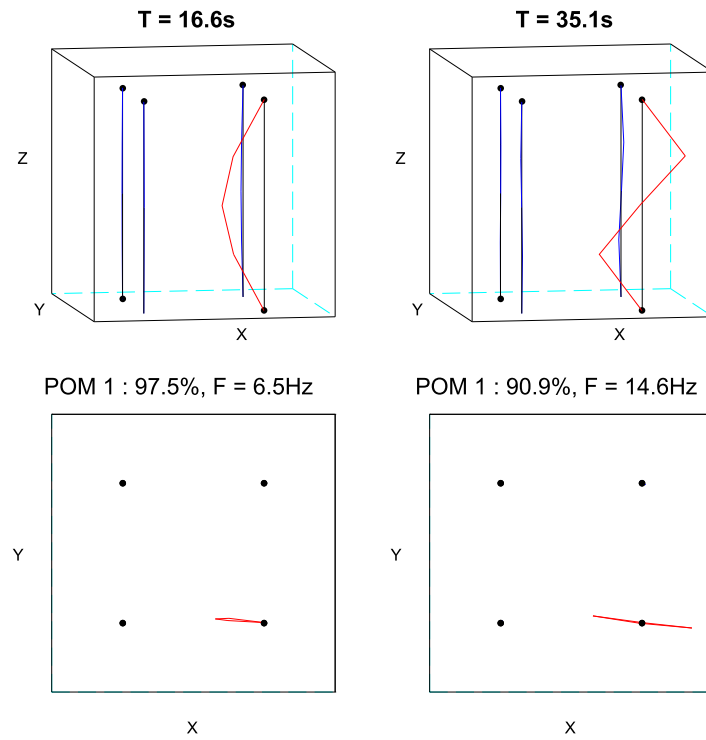 T = 16.6s
T = 35.1s
Z
Z
Y
X
Y
X
POM 1 : 97.5%, F = 6.5Hz
POM 1 : 90.9%, F = 14.6Hz
Y
Y
X
X